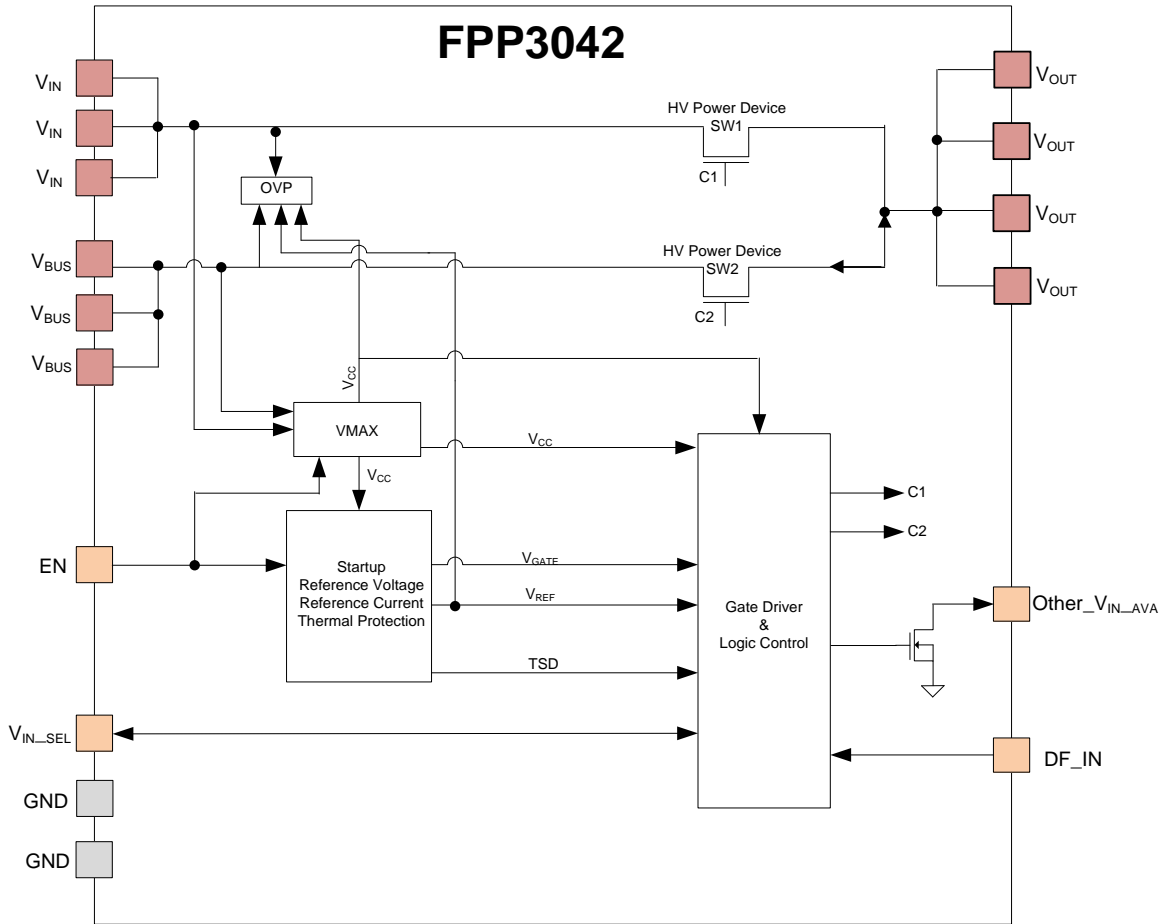 FPP3042
VIN
VIN
VIN
VBUS
VBUS
VBUS
EN
VIN_SEL
GND
GND
OVP
HV Power Device
SW1
C1
HV Power Device
SW2
C2
VOUT
VOUT
VOUT
VOUT
VCC
VMAX
VCC
VCC
Startup
Reference Voltage
Reference Current
Thermal Protection
VGATE
VREF
TSD
Gate Driver
&
Logic Control
C1
C2
Other_VIN_AVA
DF_IN